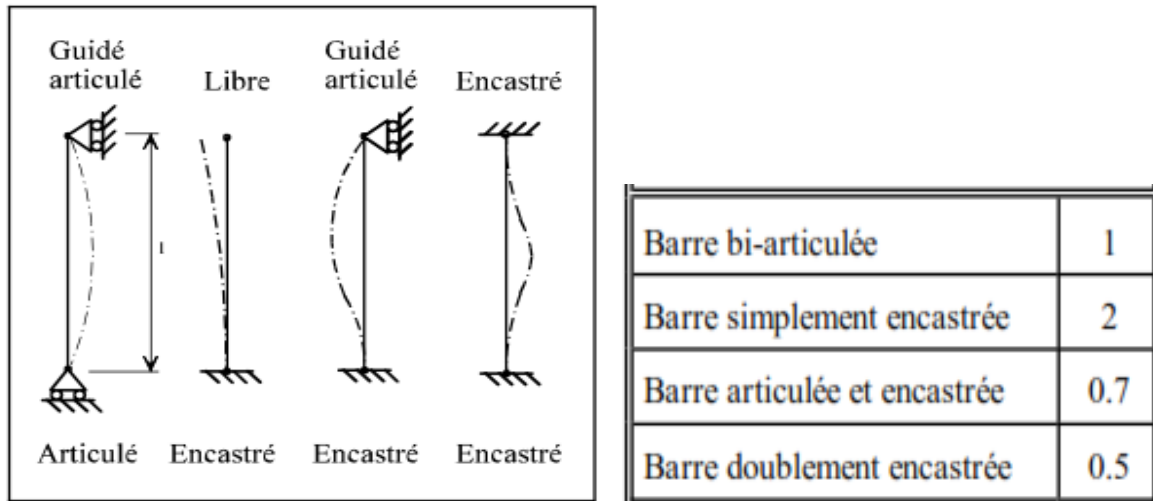 Guidé
articulé
Libre
Guidé
articulé
Encastré
l
Articulé
Encastré
Encastré
Encastré
Barre bi-articulée 1
Barre simplement encastrée 2
Barre articulée et encastrée 0.7
Barre doublement encastrée 0.5